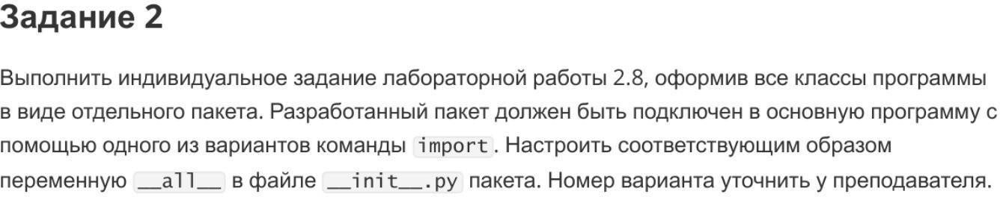 Задание 2
Выполнить индивидуальное задание лабораторной работы 2.8, оформив все классы программы
в виде отдельного пакета. Разработанный пакет должен быть подключен в основную программу с
помощью одного из вариантов команды import. Настроить соответствующим образом
переменную __all__ в файле __init__.py пакета. Номер варианта уточнить у преподавателя.